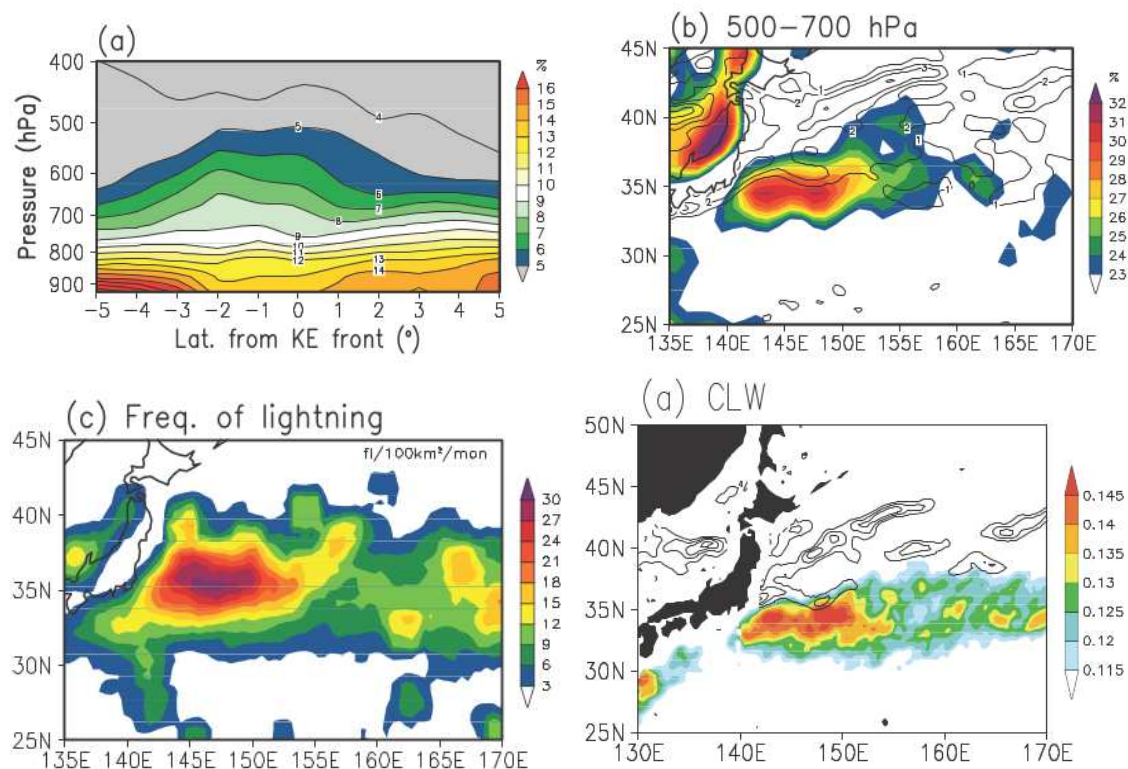 (a)
%
400
500
600
700
800
900
Pressure (hPa)
5
4
6
7
8
9
10
11
12
13
14
-5 -4 -3 -2 -1 0 1 2 3 4 5
Lat. from KE front (°)
16
15
14
13
12
11
10
9
8
7
6
5
(b) 500-700 hPa
%
45N
40N
35N
30N
25N
135E 140E 145E 150E 155E 160E 165E 170E
32
31
30
29
28
27
26
25
24
23
(c) Freq. of lightning
fl/100km²/mon
45N
40N
35N
30N
25N
135E 140E 145E 150E 155E 160E 165E 170E
30
27
24
21
18
15
12
9
6
3
(a) CLW
50N
45N
40N
35N
30N
25N
130E 140E 150E 160E 170E
0.145
0.14
0.135
0.13
0.125
0.12
0.115